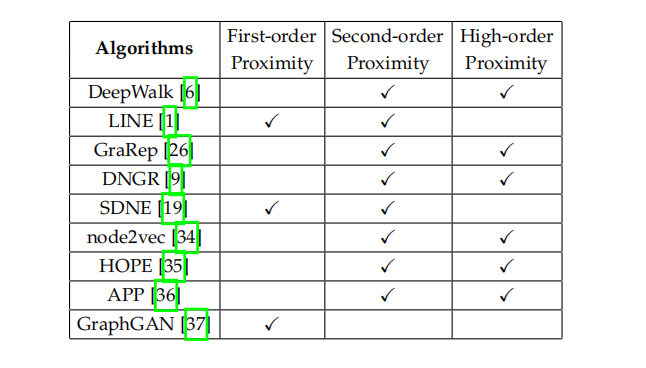 Algorithms First-order Proximity Second-order Proximity High-order Proximity
DeepWalk [6] ✓ ✓
LINE [1] ✓ ✓
GraRep [26] ✓ ✓
DNGR [9] ✓ ✓
SDNE [19] ✓ ✓
node2vec [34] ✓ ✓
HOPE [35] ✓ ✓
APP [36] ✓ ✓
GraphGAN [37] ✓